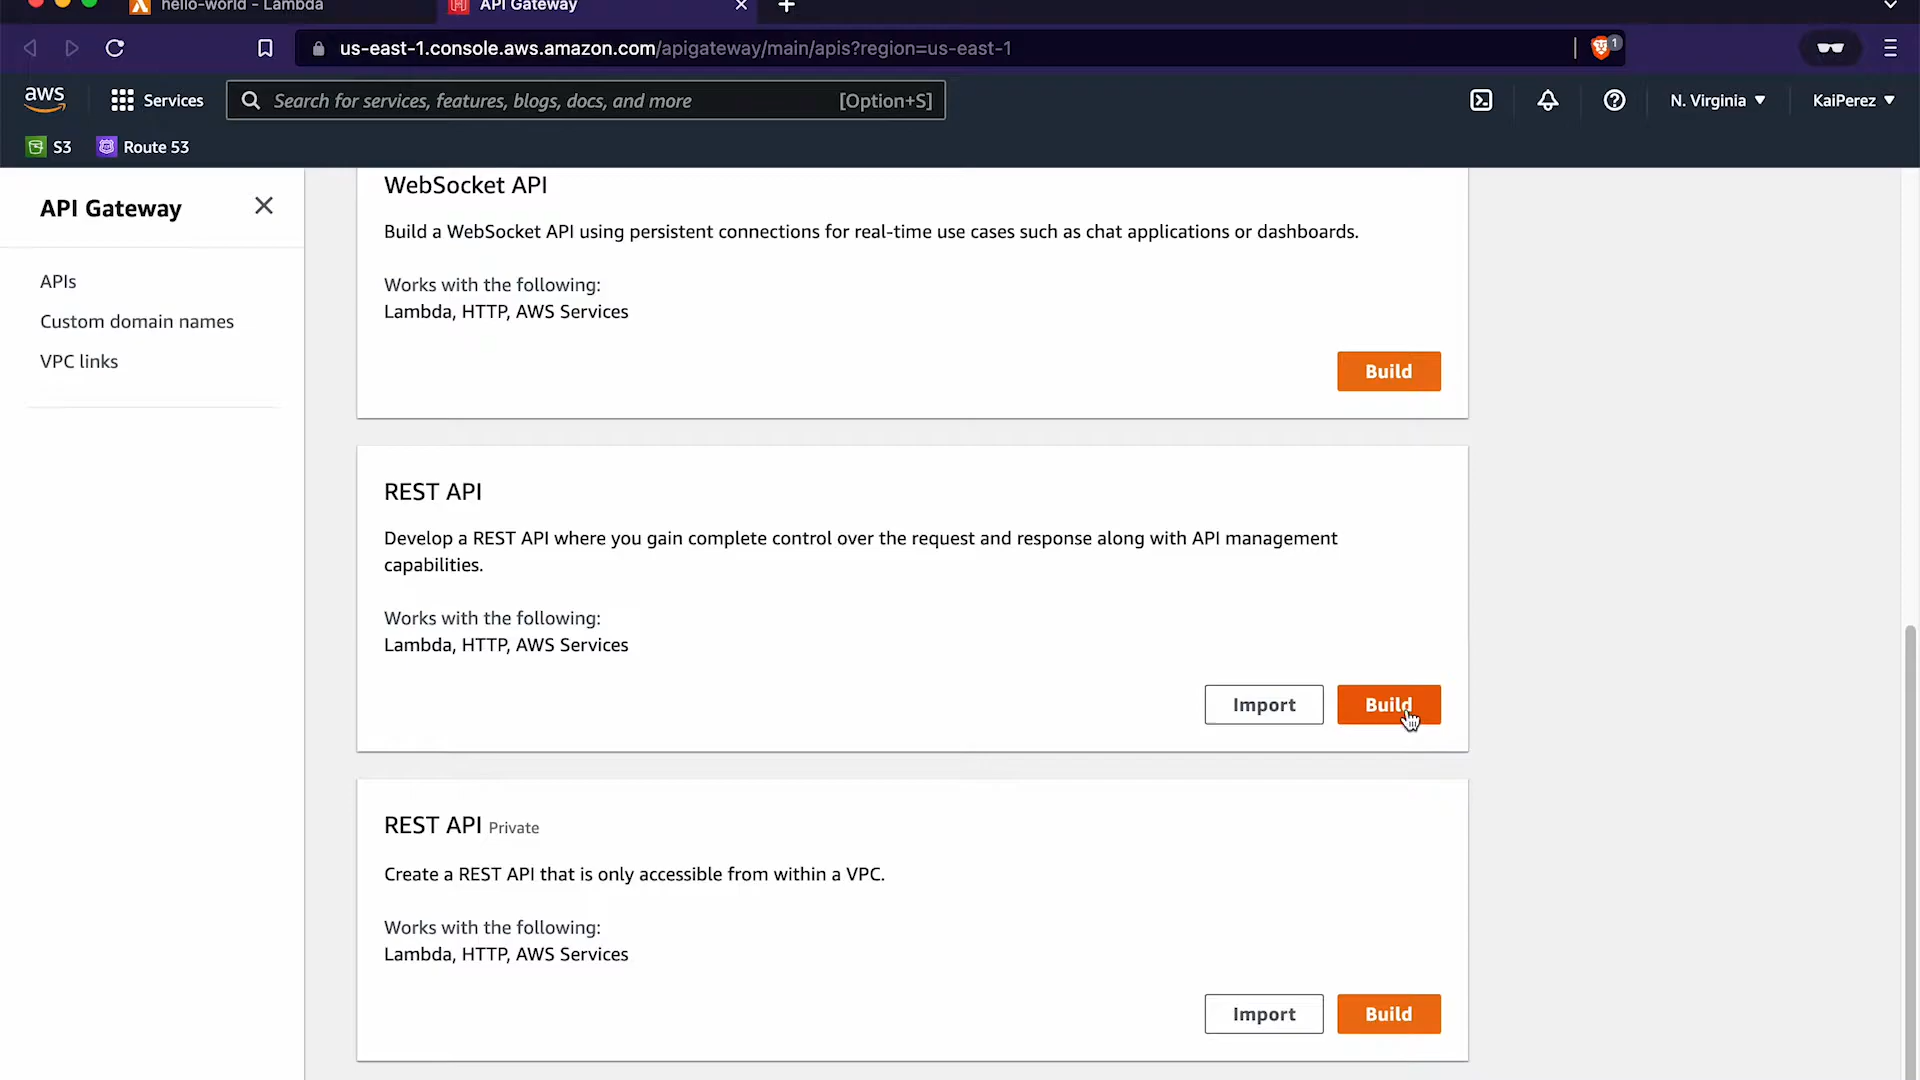 hello-world - Lambda
API Gateway
us-east-1.console.aws.amazon.com/apigateway/main/apis?region=us-east-1
1
aws
Services
Search for services, features, blogs, docs, and more
[Option+S]
N. Virginia
KaiPerez
S3
Route 53
API Gateway
APIs
Custom domain names
VPC links
WebSocket API
Build a WebSocket API using persistent connections for real-time use cases such as chat applications or dashboards.
Works with the following:
Lambda, HTTP, AWS Services
Build
REST API
Develop a REST API where you gain complete control over the request and response along with API management
capabilities.
Works with the following:
Lambda, HTTP, AWS Services
Import
Build
REST API Private
Create a REST API that is only accessible from within a VPC.
Works with the following:
Lambda, HTTP, AWS Services
Import
Build